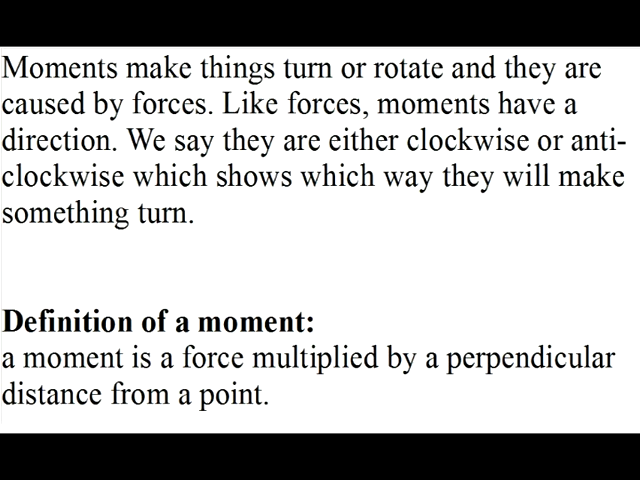 Moments make things turn or rotate and they are
caused by forces. Like forces, moments have a
direction. We say they are either clockwise or anti-
clockwise which shows which way they will make
something turn.
Definition of a moment:
a moment is a force multiplied by a perpendicular
distance from a point.